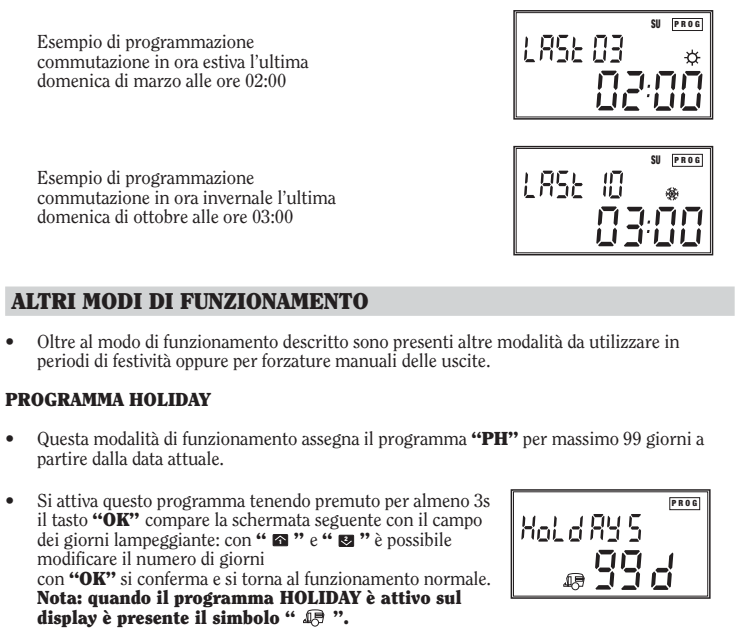 Esempio di programmazione
commutazione in ora estiva l'ultima
domenica di marzo alle ore 02:00
SU PROG
LASt 03
02:00
Esempio di programmazione
commutazione in ora invernale l'ultima
domenica di ottobre alle ore 03:00
SU PROG
LASt 10
03:00
ALTRI MODI DI FUNZIONAMENTO
• Oltre al modo di funzionamento descritto sono presenti altre modalità da utilizzare in
periodi di festività oppure per forzature manuali delle uscite.
PROGRAMMA HOLIDAY
• Questa modalità di funzionamento assegna il programma “PH” per massimo 99 giorni a
partire dalla data attuale.
• Si attiva questo programma tenendo premuto per almeno 3s
il tasto “OK” compare la schermata seguente con il campo
dei giorni lampeggiante: con “ ” e “ ” è possibile
modificare il numero di giorni
con “OK” si conferma e si torna al funzionamento normale.
Nota: quando il programma HOLIDAY è attivo sul
display è presente il simbolo “ ”.
PROG
HoLdAYS
99d